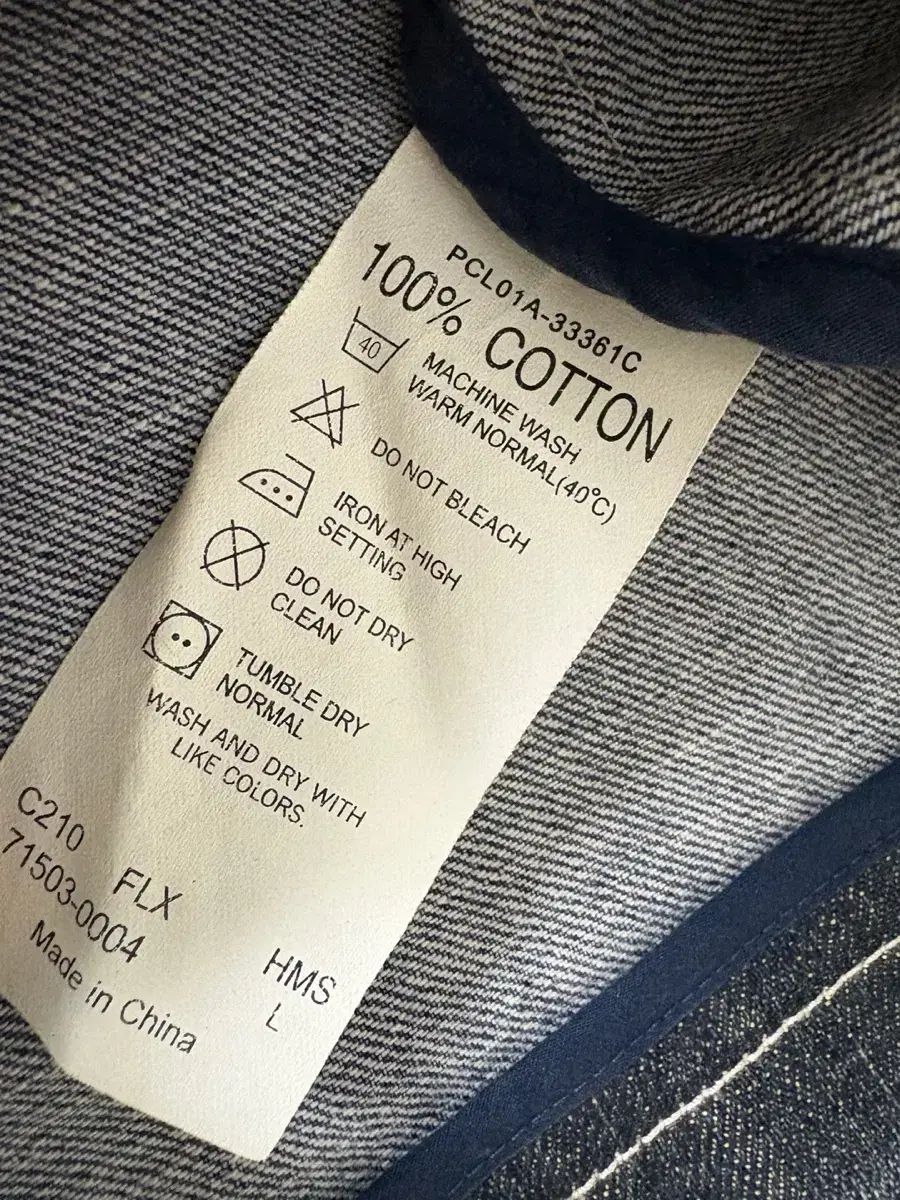 PCL01A-33361C
100% COTTON
40
MACHINE WASH
WARM NORMAL(40°C)
DO NOT BLEACH
IRON AT HIGH
SETTING
DO NOT DRY
CLEAN
TUMBLE DRY
NORMAL
WASH AND DRY WITH
LIKE COLORS.
C210 FLX HMS
71503-0004 L
Made in China